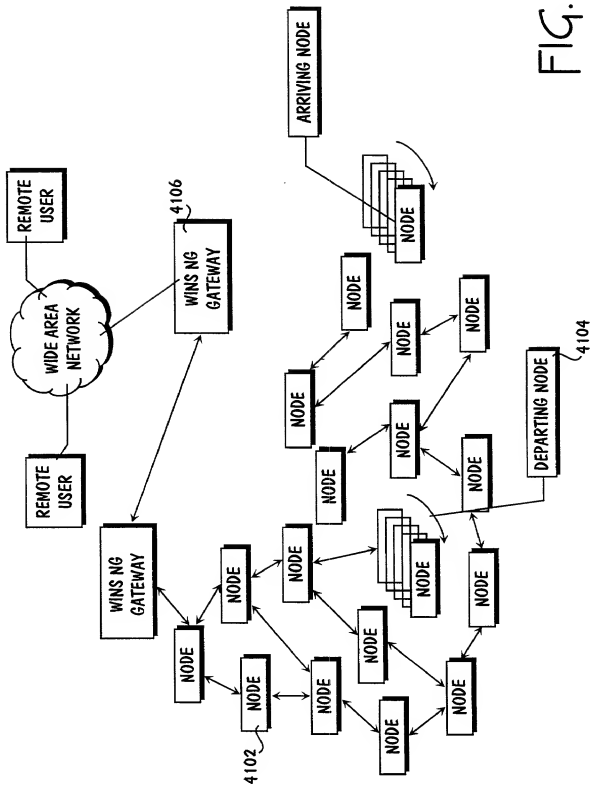 REMOTE
USER
WIDE AREA
NETWORK
REMOTE
USER
WINS NG
GATEWAY
4106
WINS NG
GATEWAY
NODE
NODE
4102
NODE
NODE
NODE
ARRIVING NODE
NODE
NODE
NODE
NODE
NODE
NODE
NODE
NODE
NODE
NODE
NODE
NODE
NODE
DEPARTING NODE
4104
FIG.